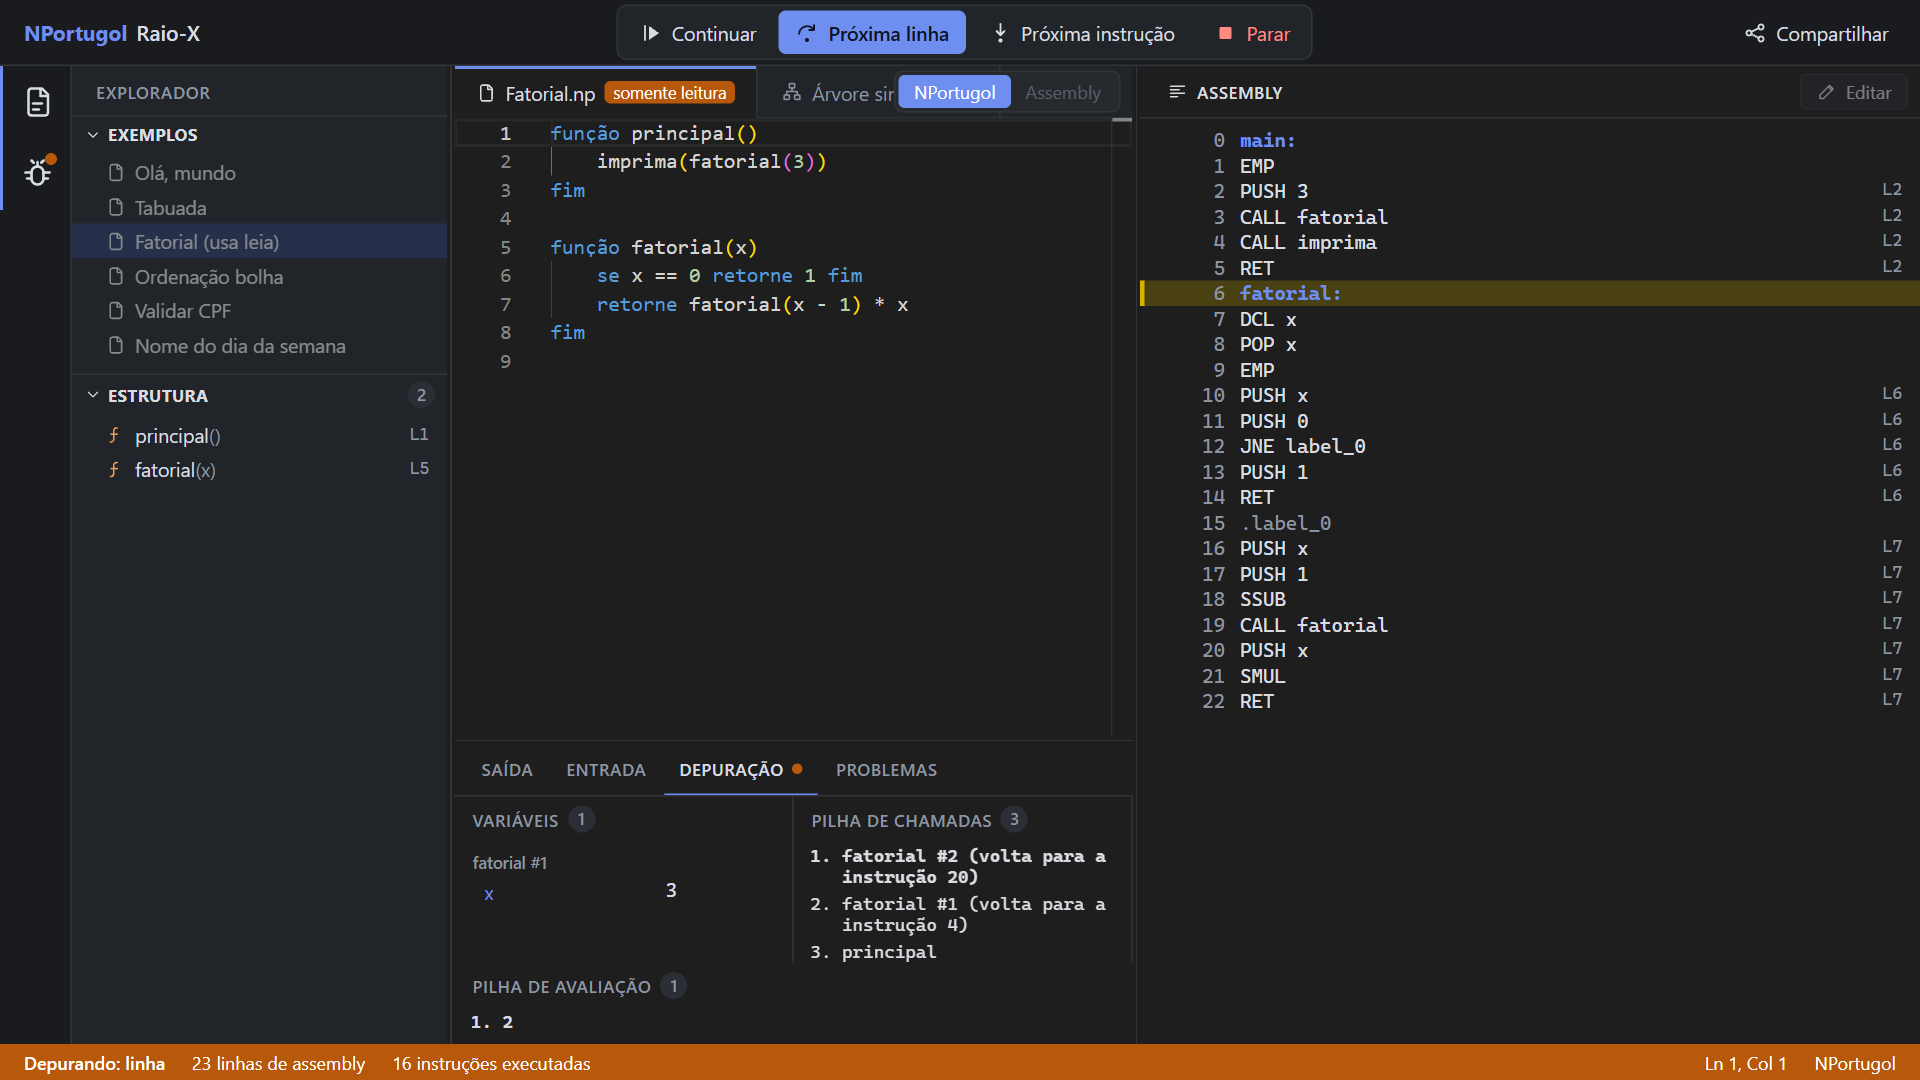 NPortugol Raio-X
Continuar
Próxima linha
Próxima instrução
Parar
Compartilhar
EXPLORADOR
EXEMPLOS
Olá, mundo
Tabuada
Fatorial (usa leia)
Ordenação bolha
Validar CPF
Nome do dia da semana
ESTRUTURA 2
principal() L1
fatorial(x) L5
Fatorial.np somente leitura
Árvore sin
NPortugol
Assembly
1 função principal()
2 imprima(fatorial(3))
3 fim
4
5 função fatorial(x)
6 se x == 0 retorne 1 fim
7 retorne fatorial(x - 1) * x
8 fim
9
SAÍDA
ENTRADA
DEPURAÇÃO
PROBLEMAS
VARIÁVEIS 1
fatorial #1
x 3
PILHA DE CHAMADAS 3
1. fatorial #2 (volta para a
instrução 20)
2. fatorial #1 (volta para a
instrução 4)
3. principal
PILHA DE AVALIAÇÃO 1
1. 2
ASSEMBLY
Editar
0 main:
1 EMP
2 PUSH 3 L2
3 CALL fatorial L2
4 CALL imprima L2
5 RET L2
6 fatorial:
7 DCL x
8 POP x
9 EMP
10 PUSH x L6
11 PUSH 0 L6
12 JNE label_0 L6
13 PUSH 1 L6
14 RET L6
15 .label_0
16 PUSH x L7
17 PUSH 1 L7
18 SSUB L7
19 CALL fatorial L7
20 PUSH x L7
21 SMUL L7
22 RET L7
Depurando: linha
23 linhas de assembly
16 instruções executadas
Ln 1, Col 1
NPortugol